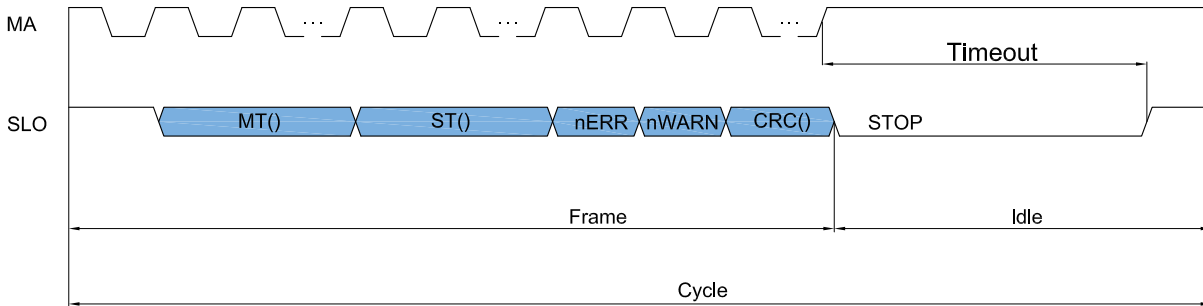 MA
... ... ...
Timeout
SLO
MT() ST() nERR nWARN CRC() STOP
Frame Idle
Cycle